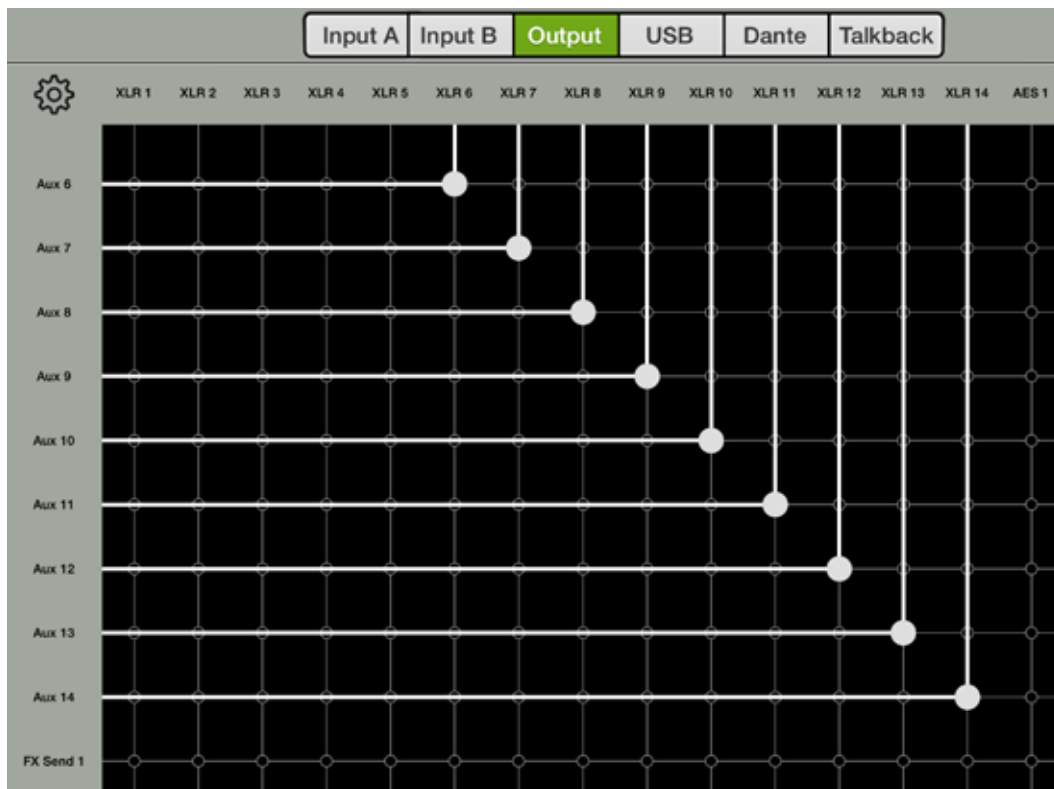 Input A Input B Output USB Dante Talkback
XLR 1 XLR 2 XLR 3 XLR 4 XLR 5 XLR 6 XLR 7 XLR 8 XLR 9 XLR 10 XLR 11 XLR 12 XLR 13 XLR 14 AES 1
Aux 6
Aux 7
Aux 8
Aux 9
Aux 10
Aux 11
Aux 12
Aux 13
Aux 14
FX Send 1